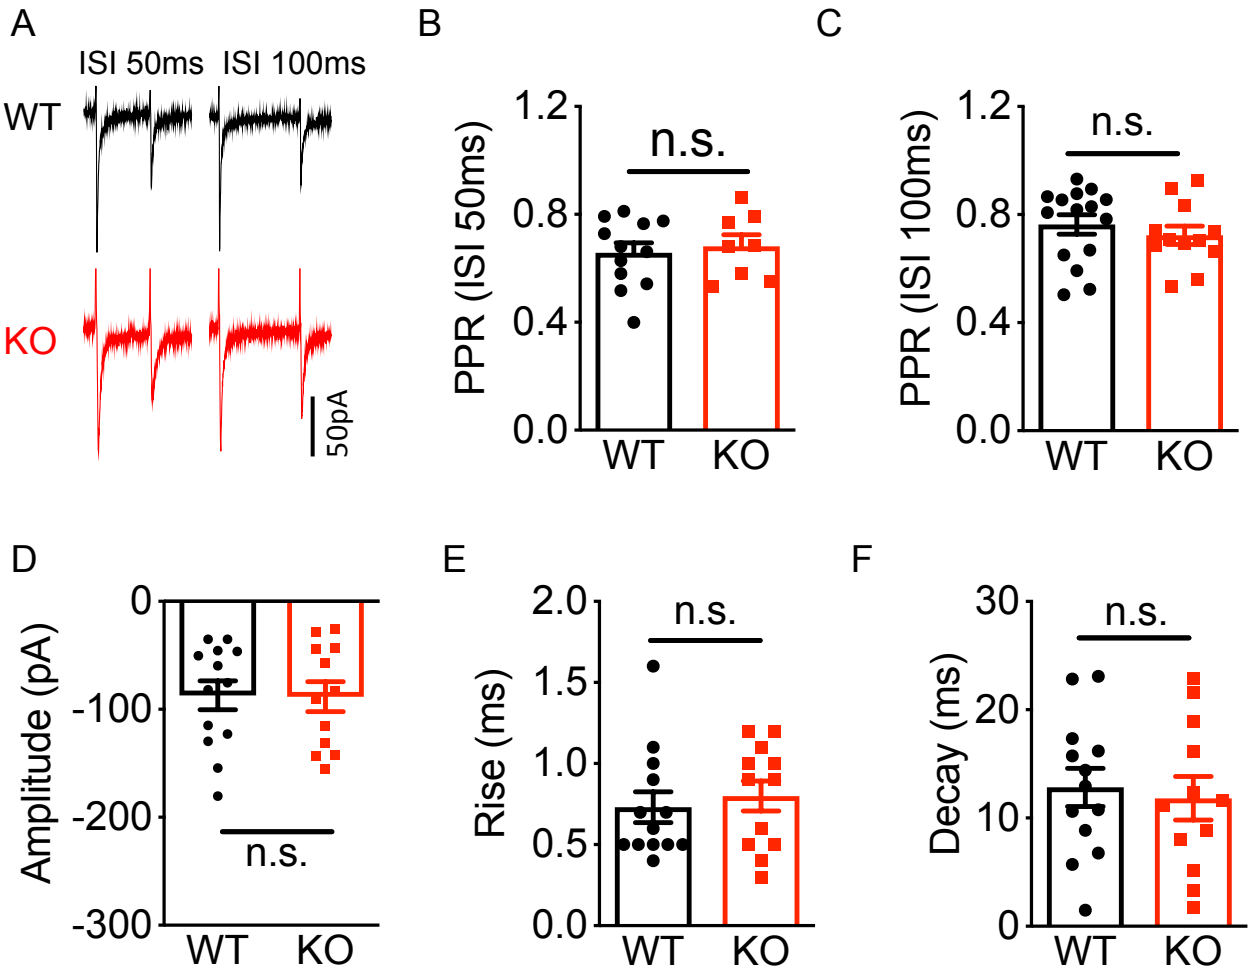 A
ISI 50ms ISI 100ms
WT
KO
50pA
B
PPR (ISI 50ms)
1.2
0.8
0.4
0.0
n.s.
WT KO
C
PPR (ISI 100ms)
1.2
0.8
0.4
0.0
n.s.
WT KO
D
Amplitude (pA)
0
-100
-200
-300
n.s.
WT KO
E
Rise (ms)
2.0
1.5
1.0
0.5
0.0
n.s.
WT KO
F
Decay (ms)
30
20
10
0
n.s.
WT KO